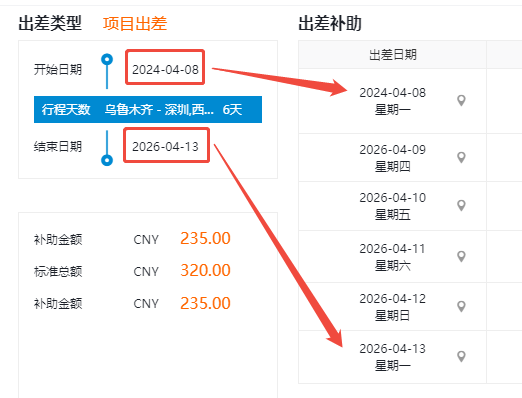 出差类型 项目出差
开始日期 2024-04-08
行程天数 乌鲁木齐 - 深圳,西... 6天
结束日期 2026-04-13
补助金额 CNY 235.00
标准总额 CNY 320.00
补助金额 CNY 235.00
出差补助
出差日期
2024-04-08
星期一
2026-04-09
星期四
2026-04-10
星期五
2026-04-11
星期六
2026-04-12
星期日
2026-04-13
星期一